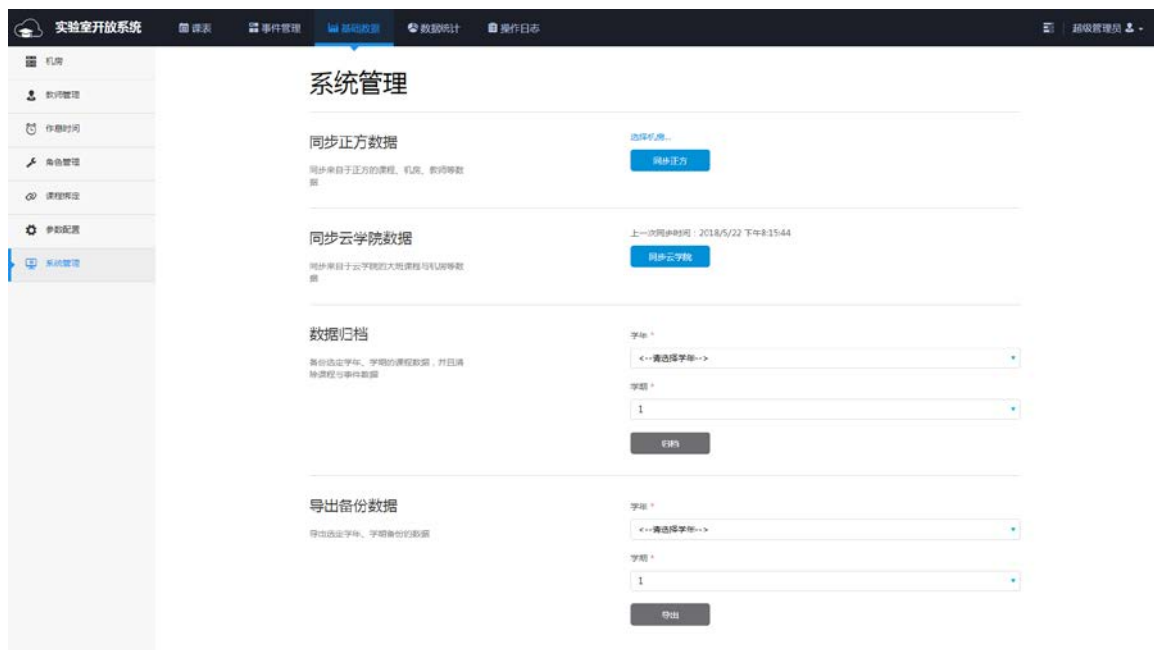 实验室开放系统
课表
事件管理
基础数据
数据统计
操作日志
超级管理员
机房
教师管理
作息时间
角色管理
课程绑定
参数配置
系统管理
系统管理
同步正方数据
同步来自于正方的课程、机房、教师等数
据
选择机房...
同步正方
同步云学院数据
同步来自于云学院的大班课程与机房等数
据
上一次同步时间：2018/5/22 下午8:15:44
同步云学院
数据归档
备份选定学年、学期的课程数据，并且清
除课程与事件数据
学年 *
<--请选择学年-->
学期 *
1
归档
导出备份数据
导出选定学年、学期备份的数据
学年 *
<--请选择学年-->
学期 *
1
导出